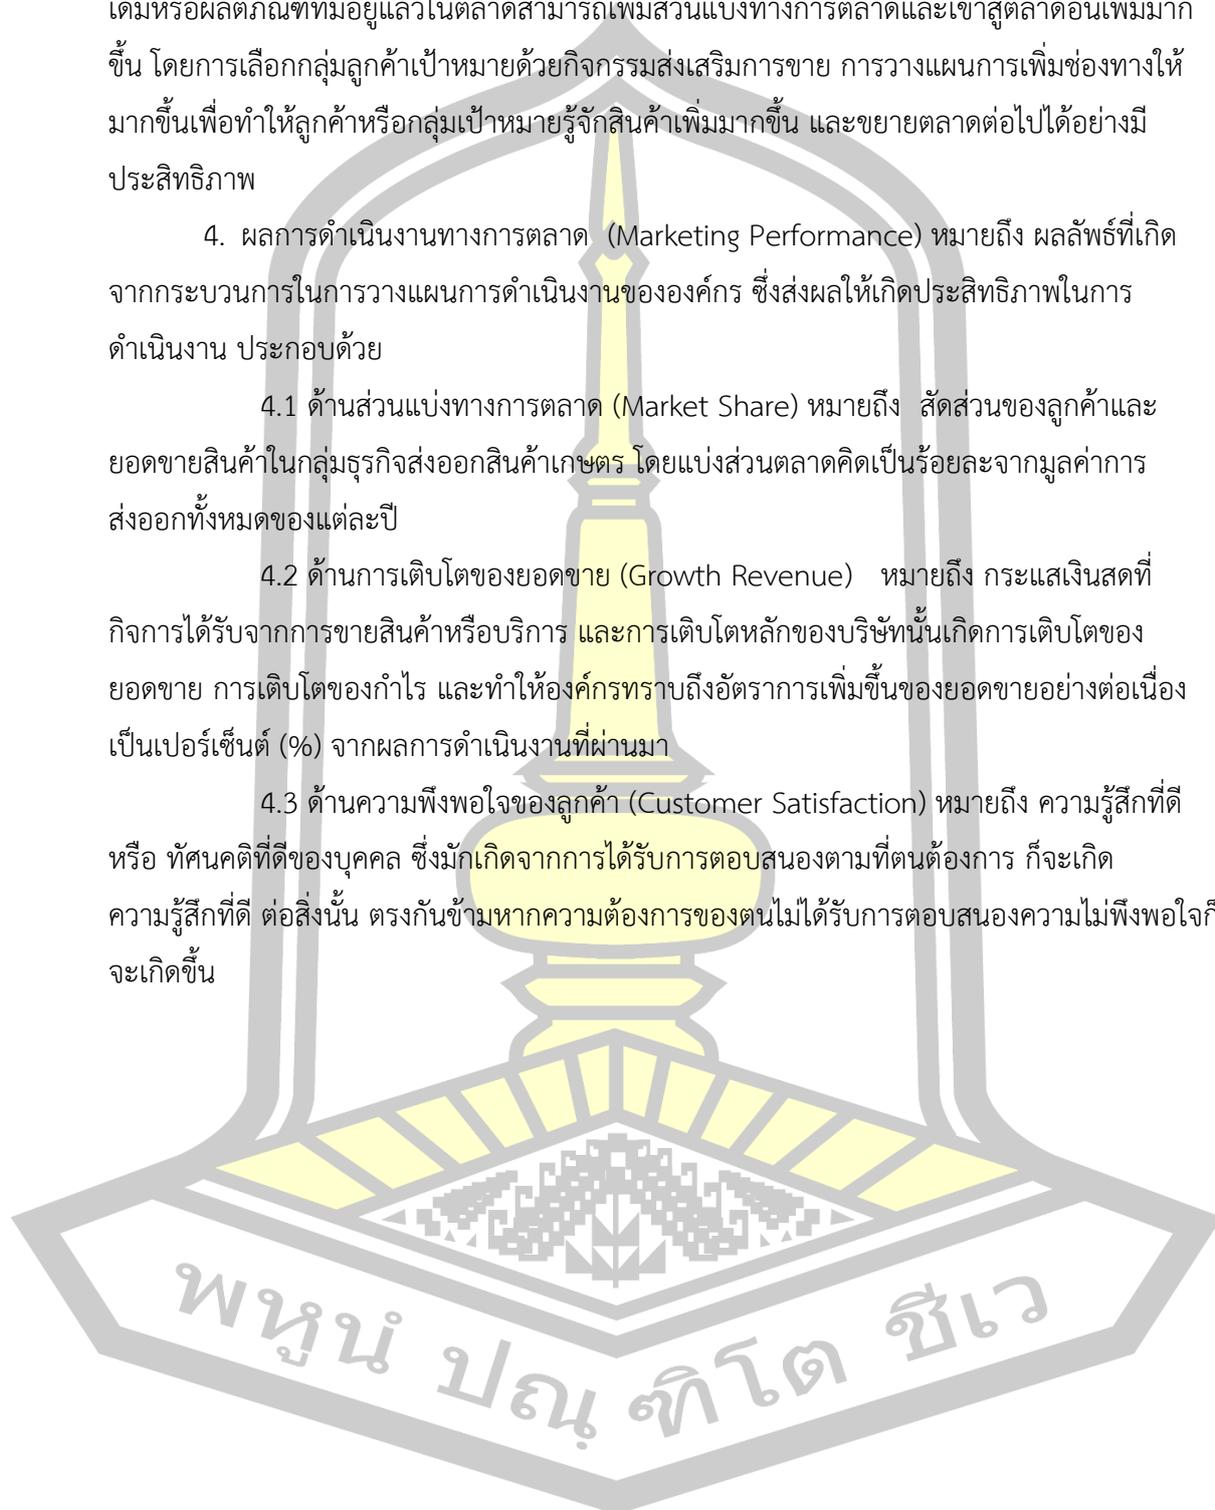 เดิมหรือผลิตภัณฑ์ที่มีอยู่แล้วในตลาดสามารถเพิ่มส่วนแบ่งทางการตลาดและเข้าสู่ตลาดอื่นเพิ่มมาก
ขึ้น โดยการเลือกกลุ่มลูกค้าเป้าหมายด้วยกิจกรรมส่งเสริมการขาย การวางแผนการเพิ่มช่องทางให้
มากขึ้นเพื่อทำให้ลูกค้าหรือกลุ่มเป้าหมายรู้จักสินค้าเพิ่มมากขึ้น และขยายตลาดต่อไปได้อย่างมี
ประสิทธิภาพ
4. ผลการดำเนินงานทางการตลาด (Marketing Performance) หมายถึง ผลลัพธ์ที่เกิด
จากกระบวนการในการวางแผนการดำเนินงานขององค์กร ซึ่งส่งผลให้เกิดประสิทธิภาพในการ
ดำเนินงาน ประกอบด้วย
4.1 ด้านส่วนแบ่งทางการตลาด (Market Share) หมายถึง สัดส่วนของลูกค้าและ
ยอดขายสินค้าในกลุ่มธุรกิจส่งออกสินค้าเกษตร โดยแบ่งส่วนตลาดคิดเป็นร้อยละจากมูลค่าการ
ส่งออกทั้งหมดของแต่ละปี
4.2 ด้านการเติบโตของยอดขาย (Growth Revenue) หมายถึง กระแสเงินสดที่
กิจการได้รับจากการขายสินค้าหรือบริการ และการเติบโตหลักของบริษัทนั้นเกิดการเติบโตของ
ยอดขาย การเติบโตของกำไร และทำให้องค์กรทราบถึงอัตราการเพิ่มขึ้นของยอดขายอย่างต่อเนื่อง
เป็นเปอร์เซ็นต์ (%) จากผลการดำเนินงานที่ผ่านมา
4.3 ด้านความพึงพอใจของลูกค้า (Customer Satisfaction) หมายถึง ความรู้สึกที่ดี
หรือ ทัศนคติที่ดีของบุคคล ซึ่งมักเกิดจากการได้รับการตอบสนองตามที่ตนต้องการ ก็จะเกิด
ความรู้สึกที่ดี ต่อสิ่งนั้น ตรงกันข้ามหากความต้องการของตนไม่ได้รับการตอบสนองความไม่พึงพอใจก็
จะเกิดขึ้น
พหูนํ ปณฺฑิโต ชีเว